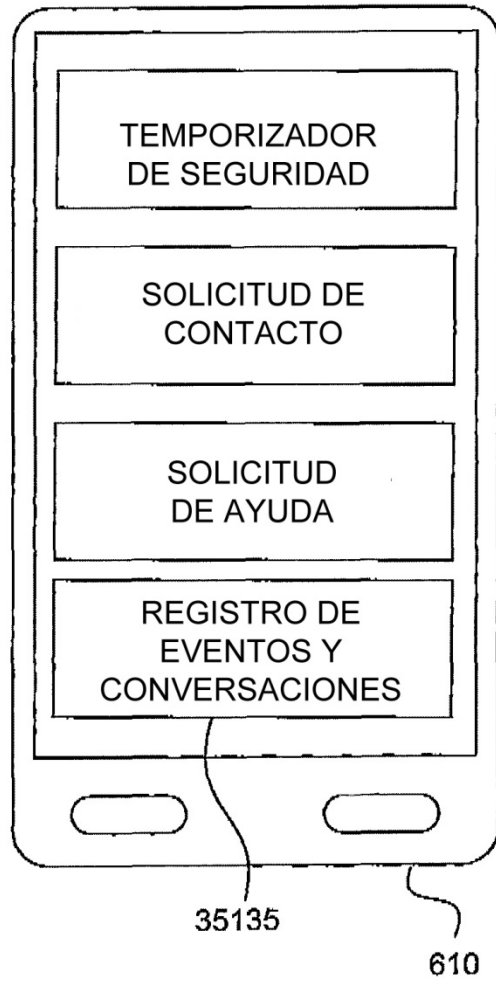 TEMPORIZADOR
DE SEGURIDAD
SOLICITUD DE
CONTACTO
SOLICITUD
DE AYUDA
REGISTRO DE
EVENTOS Y
CONVERSACIONES
35135
610